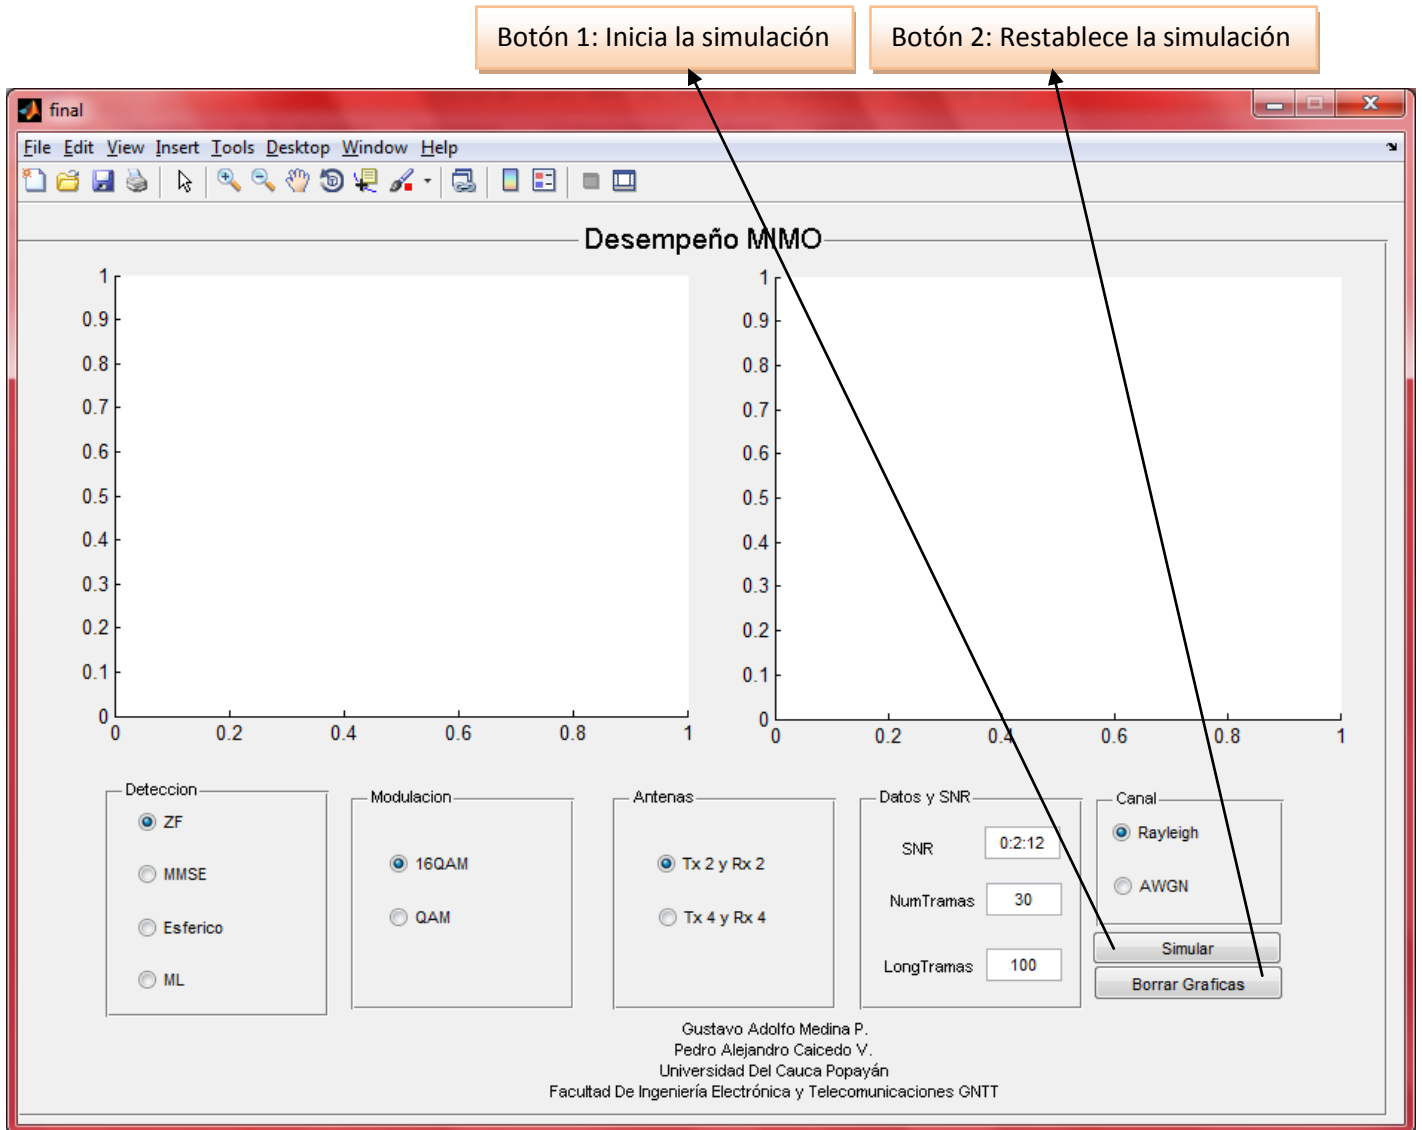 Botón 1: Inicia la simulación
Botón 2: Restablece la simulación
final
File Edit View Insert Tools Desktop Window Help
Desempeño MIMO
1
0.9
0.8
0.7
0.6
0.5
0.4
0.3
0.2
0.1
0
0 0.2 0.4 0.6 0.8 1
1
0.9
0.8
0.7
0.6
0.5
0.4
0.3
0.2
0.1
0
0 0.2 0.4 0.6 0.8 1
Deteccion
ZF
MMSE
Esferico
ML
Modulacion
16QAM
QAM
Antenas
Tx 2 y Rx 2
Tx 4 y Rx 4
Datos y SNR
SNR 0:2:12
NumTramas 30
LongTramas 100
Canal
Rayleigh
AWGN
Simular
Borrar Graficas
Gustavo Adolfo Medina P.
Pedro Alejandro Caicedo V.
Universidad Del Cauca Popayán
Facultad De Ingeniería Electrónica y Telecomunicaciones GNTT